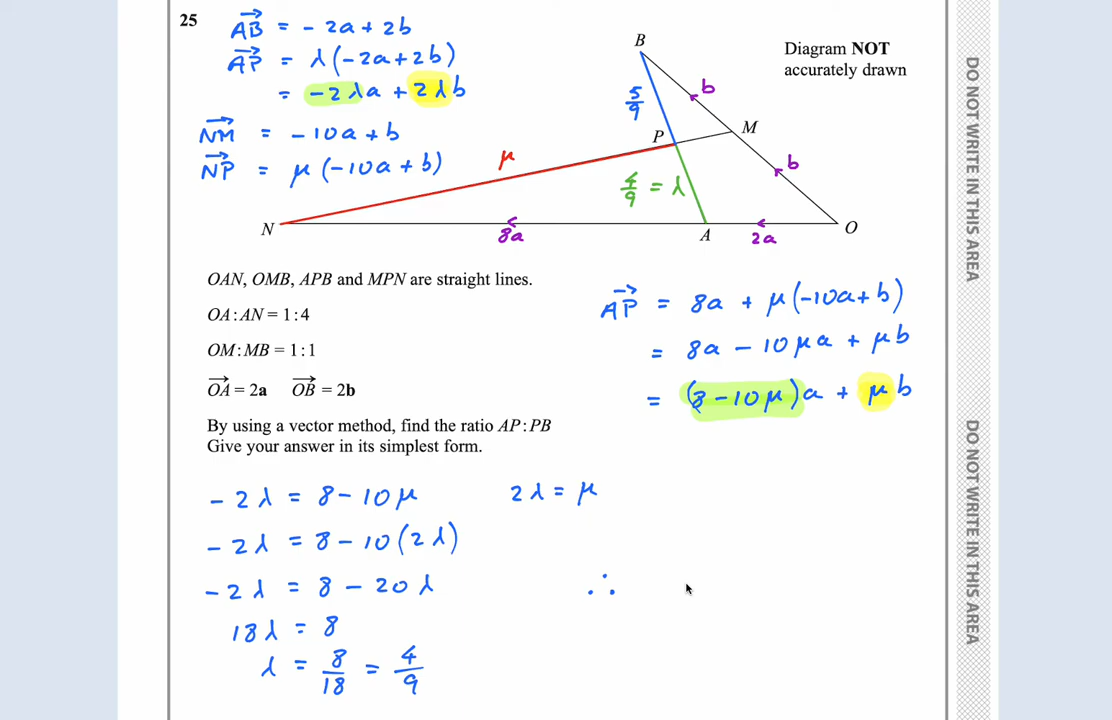 25
AB = - 2a + 2b
AP = λ(-2a+2b)
= -2λa + 2λb
NM = -10a + b
NP = μ(-10a + b)
B
Diagram NOT
accurately drawn
5/9
b
M
P
μ
b
4/9 = λ
N
8a
A
2a
O
OAN, OMB, APB and MPN are straight lines.
OA : AN = 1 : 4
OM : MB = 1 : 1
OA = 2a OB = 2b
By using a vector method, find the ratio AP : PB
Give your answer in its simplest form.
AP = 8a + μ(-10a+b)
= 8a - 10μa + μb
= (8-10μ)a + μb
-2λ = 8-10μ 2λ = μ
-2λ = 8-10(2λ)
-2λ = 8 - 20λ ∴
18λ = 8
λ = 8/18 = 4/9
DO NOT WRITE IN THIS AREA
DO NOT WRITE IN THIS AREA